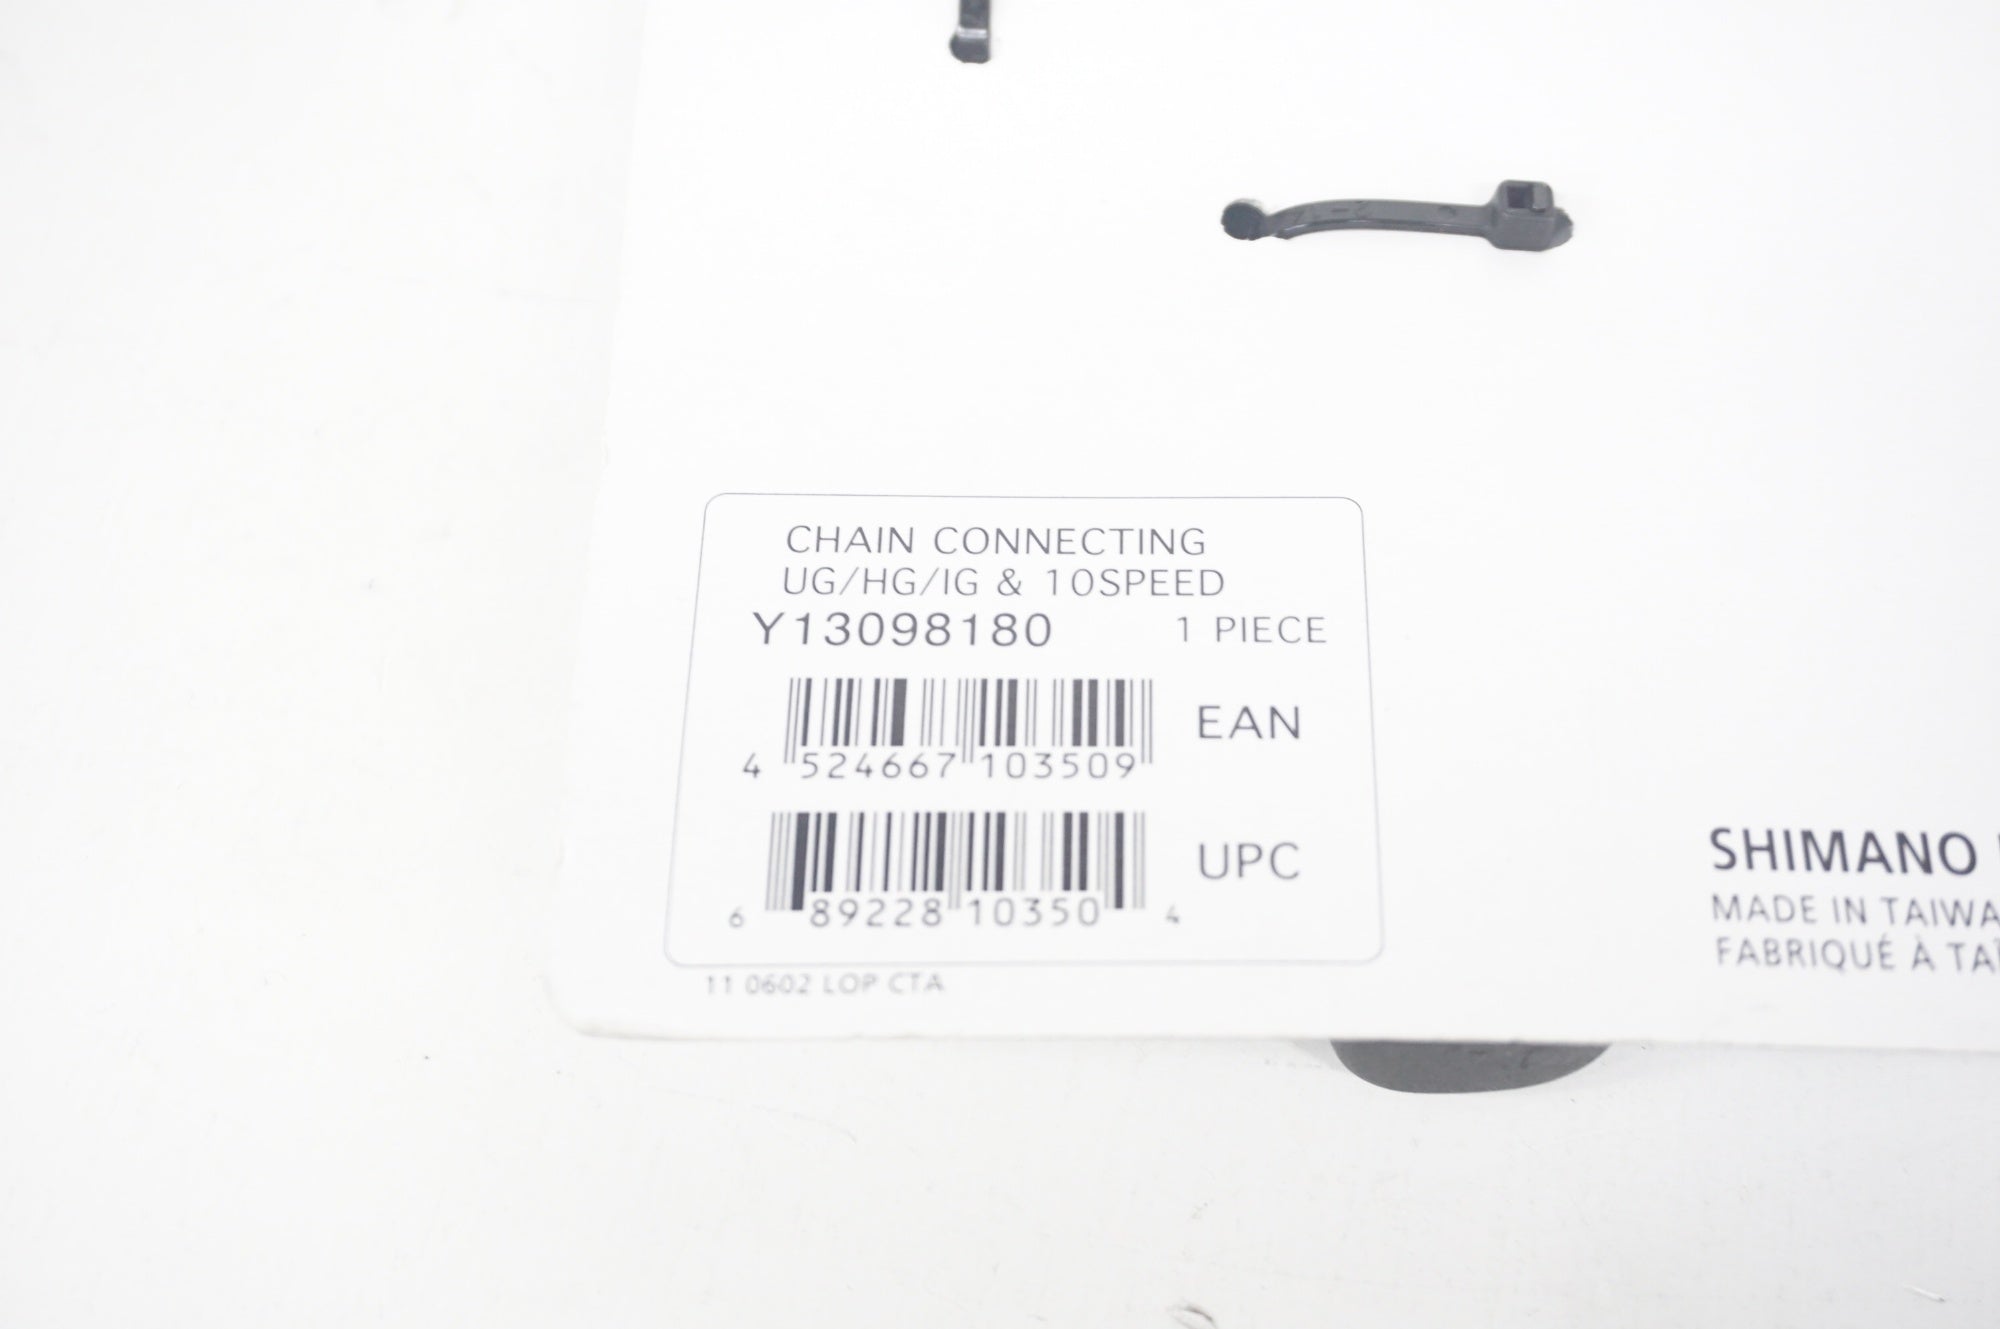 CHAIN CONNECTING
UG/HG/IG & 10SPEED
Y13098180 1 PIECE
EAN
4 524667 103509
UPC
6 89228 10350 4
11 0602 LOP CTA
SHIMANO
MADE IN TAIWA
FABRIQUÉ À TAÏ